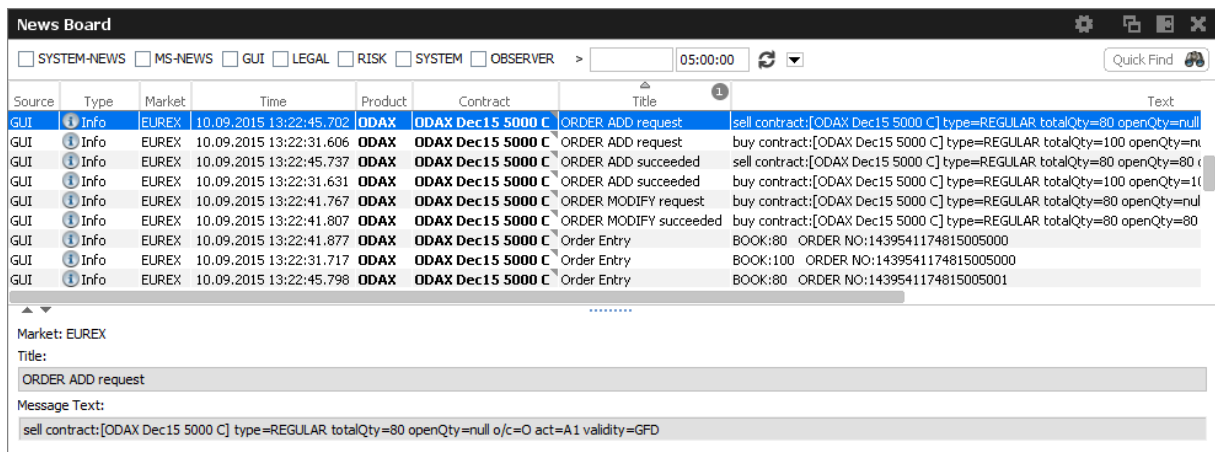 News Board
SYSTEM-NEWS MS-NEWS GUI LEGAL RISK SYSTEM OBSERVER > 05:00:00 Quick Find
1
Source Type Market Time Product Contract Title Text
GUI Info EUREX 10.09.2015 13:22:45.702 ODAX ODAX Dec15 5000 C ORDER ADD request sell contract:[ODAX Dec15 5000 C] type=REGULAR totalQty=80 openQty=null
GUI Info EUREX 10.09.2015 13:22:31.606 ODAX ODAX Dec15 5000 C ORDER ADD request buy contract:[ODAX Dec15 5000 C] type=REGULAR totalQty=100 openQty=nu
GUI Info EUREX 10.09.2015 13:22:45.737 ODAX ODAX Dec15 5000 C ORDER ADD succeeded sell contract:[ODAX Dec15 5000 C] type=REGULAR totalQty=80 openQty=80
GUI Info EUREX 10.09.2015 13:22:31.631 ODAX ODAX Dec15 5000 C ORDER ADD succeeded buy contract:[ODAX Dec15 5000 C] type=REGULAR totalQty=100 openQty=10
GUI Info EUREX 10.09.2015 13:22:41.767 ODAX ODAX Dec15 5000 C ORDER MODIFY request buy contract:[ODAX Dec15 5000 C] type=REGULAR totalQty=80 openQty=nul
GUI Info EUREX 10.09.2015 13:22:41.807 ODAX ODAX Dec15 5000 C ORDER MODIFY succeeded buy contract:[ODAX Dec15 5000 C] type=REGULAR totalQty=80 openQty=80
GUI Info EUREX 10.09.2015 13:22:41.877 ODAX ODAX Dec15 5000 C Order Entry BOOK:80 ORDER NO:1439541174815005000
GUI Info EUREX 10.09.2015 13:22:31.717 ODAX ODAX Dec15 5000 C Order Entry BOOK:100 ORDER NO:1439541174815005000
GUI Info EUREX 10.09.2015 13:22:45.798 ODAX ODAX Dec15 5000 C Order Entry BOOK:80 ORDER NO:1439541174815005001
Market: EUREX
Title:
ORDER ADD request
Message Text:
sell contract:[ODAX Dec15 5000 C] type=REGULAR totalQty=80 openQty=null o/c=O act=A1 validity=GFD